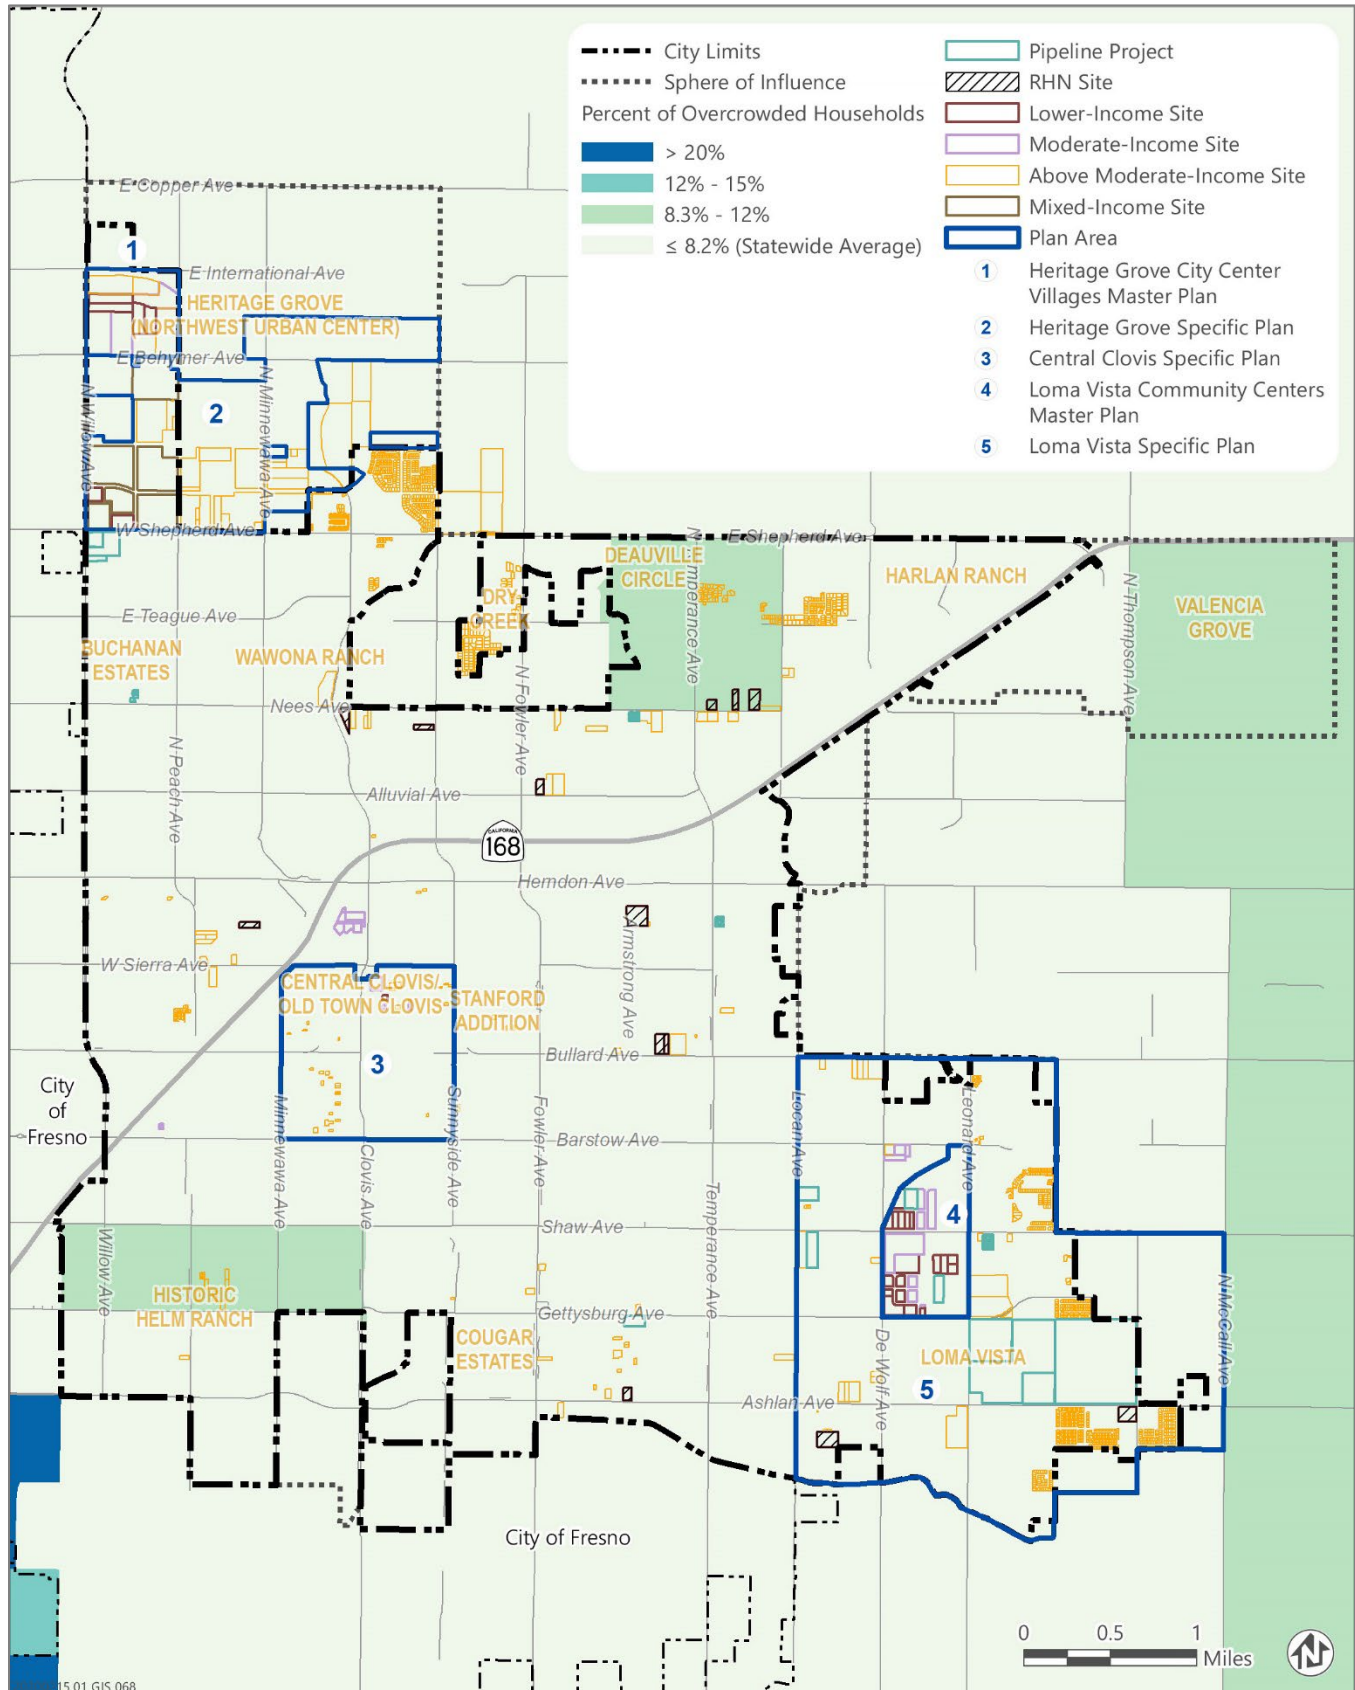 City Limits
Sphere of Influence
Percent of Overcrowded Households
> 20%
12% - 15%
8.3% - 12%
≤ 8.2% (Statewide Average)
Pipeline Project
RHN Site
Lower-Income Site
Moderate-Income Site
Above Moderate-Income Site
Mixed-Income Site
Plan Area
1 Heritage Grove City Center
Villages Master Plan
2 Heritage Grove Specific Plan
3 Central Clovis Specific Plan
4 Loma Vista Community Centers
Master Plan
5 Loma Vista Specific Plan
E Copper Ave
1
E International Ave
HERITAGE GROVE
(NORTHWEST URBAN CENTER)
E Behymer Ave
N Willow Ave
N Minnewawa Ave
2
W Shepherd Ave
E Shepherd Ave
N Temperance Ave
DEAUVILLE
CIRCLE
HARLAN RANCH
N Thompson Ave
VALENCIA
GROVE
DRY
CREEK
E Teague Ave
BUCHANAN
ESTATES
WAWONA RANCH
Nees Ave
N Fowler Ave
N Peach Ave
Alluvial Ave
CALIFORNIA
168
Herndon Ave
Armstrong Ave
W Sierra Ave
CENTRAL CLOVIS/
OLD TOWN CLOVIS
STANFORD
ADDITION
3
Bullard Ave
City
of
Fresno
Minnewawa Ave
Clovis Ave
Sunnyside Ave
Fowler Ave
Barstow Ave
Locan Ave
Leonard Ave
Temperance Ave
4
Shaw Ave
Willow Ave
HISTORIC
HELM RANCH
Gettysburg Ave
COUGAR
ESTATES
De Wolf Ave
LOMA VISTA
N McCall Ave
5
Ashlan Ave
City of Fresno
0 0.5 1
Miles
N
15.01 GIS 068